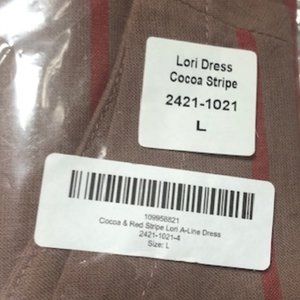 Lori Dress
Cocoa Stripe
2421-1021
L
109958821
Cocoa & Red Stripe Lori A-Line Dress
2421-1021-4
Size: L